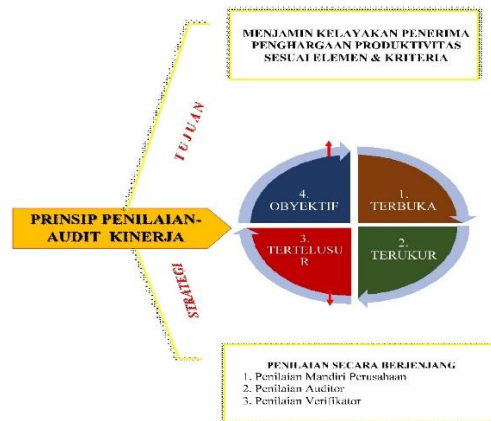 MENJAMIN KELAYAKAN PENERIMA
PENGHARGAAN PRODUKTIVITAS
SESUAI ELEMEN & KRITERIA
TUJUAN
PRINSIP PENILAIAN-
AUDIT KINERJA
4.
OBYEKTIF
1.
TERBUKA
3.
TERTELUSU
R
2.
TERUKUR
STRATEGI
PENILAIAN SECARA BERJENJANG
1. Penilaian Mandiri Perusahaan
2. Penilaian Auditor
3. Penilaian Verifikator